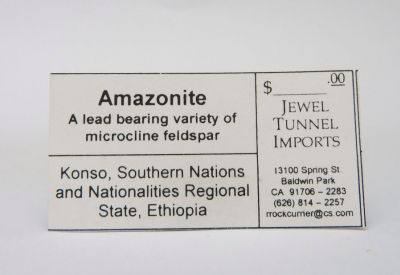 Amazonite
A lead bearing variety of
microcline feldspar
Konso, Southern Nations
and Nationalities Regional
State, Ethiopia
$ .00
JEWEL
TUNNEL
IMPORTS
13100 Spring St.
Baldwin Park
CA 91706 – 2283
(626) 814 – 2257
rrockcurrier@cs.com